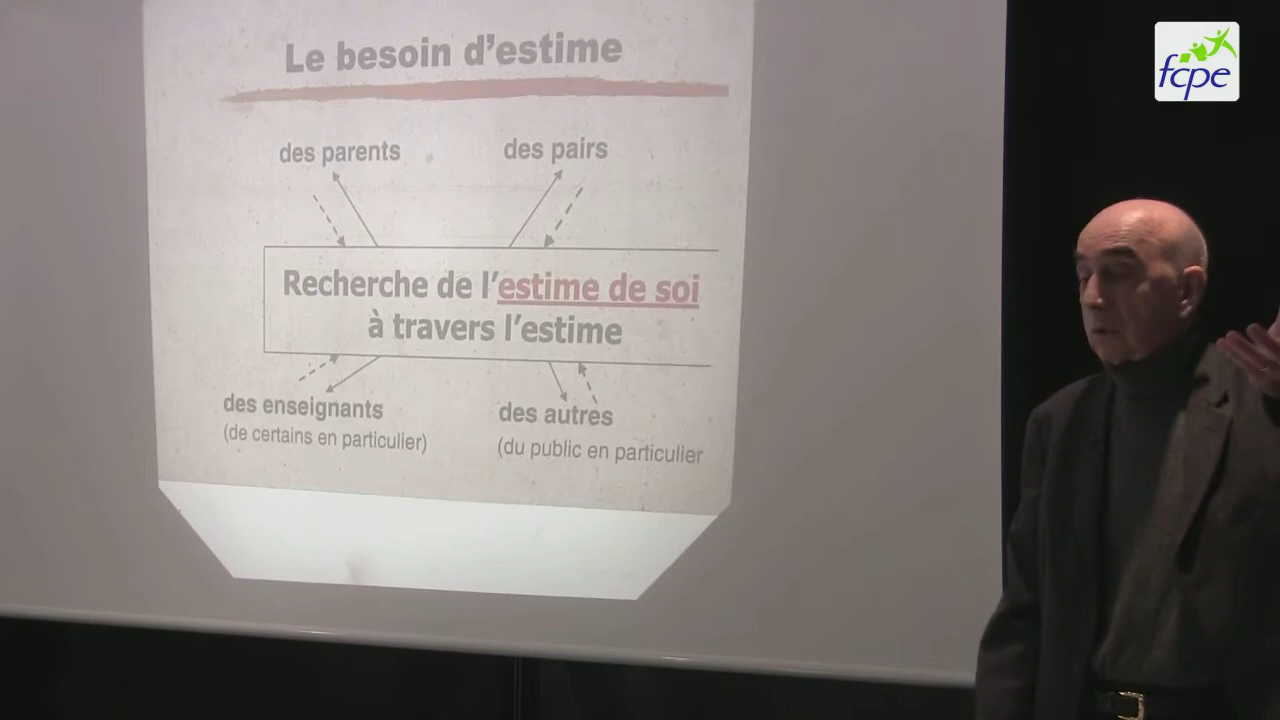 Le besoin d'estime
des parents
des pairs
Recherche de l'estime de soi
à travers l'estime
des enseignants
(de certains en particulier)
des autres
(du public en particulier
fcpe